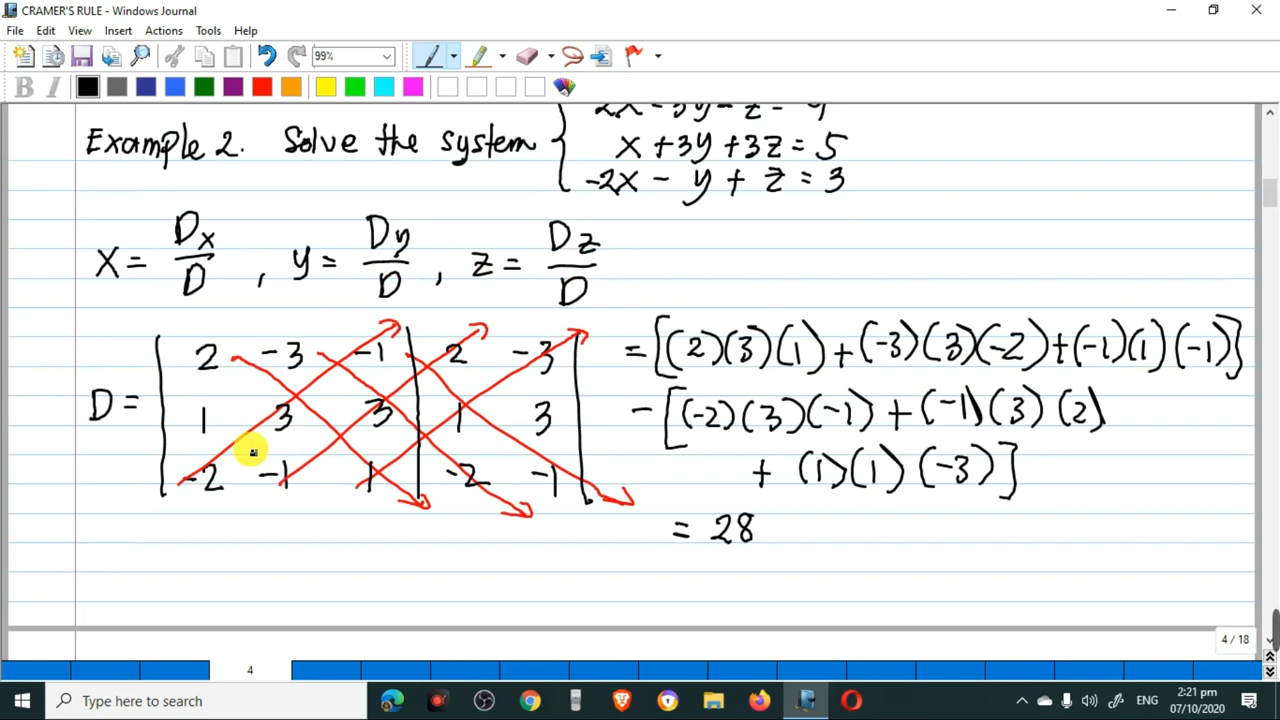 CRAMER'S RULE - Windows Journal
File Edit View Insert Actions Tools Help
99%
B I
2x - 3y - z = 4
Example 2. Solve the system
x + 3y + 3z = 5
-2x - y + z = 3
x = Dx/D , y = Dy/D , z = Dz/D
2 -3 -1 2 -3 = [(2)(3)(1) + (-3)(3)(-2) + (-1)(1)(-1)]
D = 1 3 3 1 3 - [(-2)(3)(-1) + (-1)(3)(2)
-2 -1 1 -2 -1 + (1)(1)(-3)]
= 28
4 / 18
4
Type here to search
ENG
2:21 pm
07/10/2020